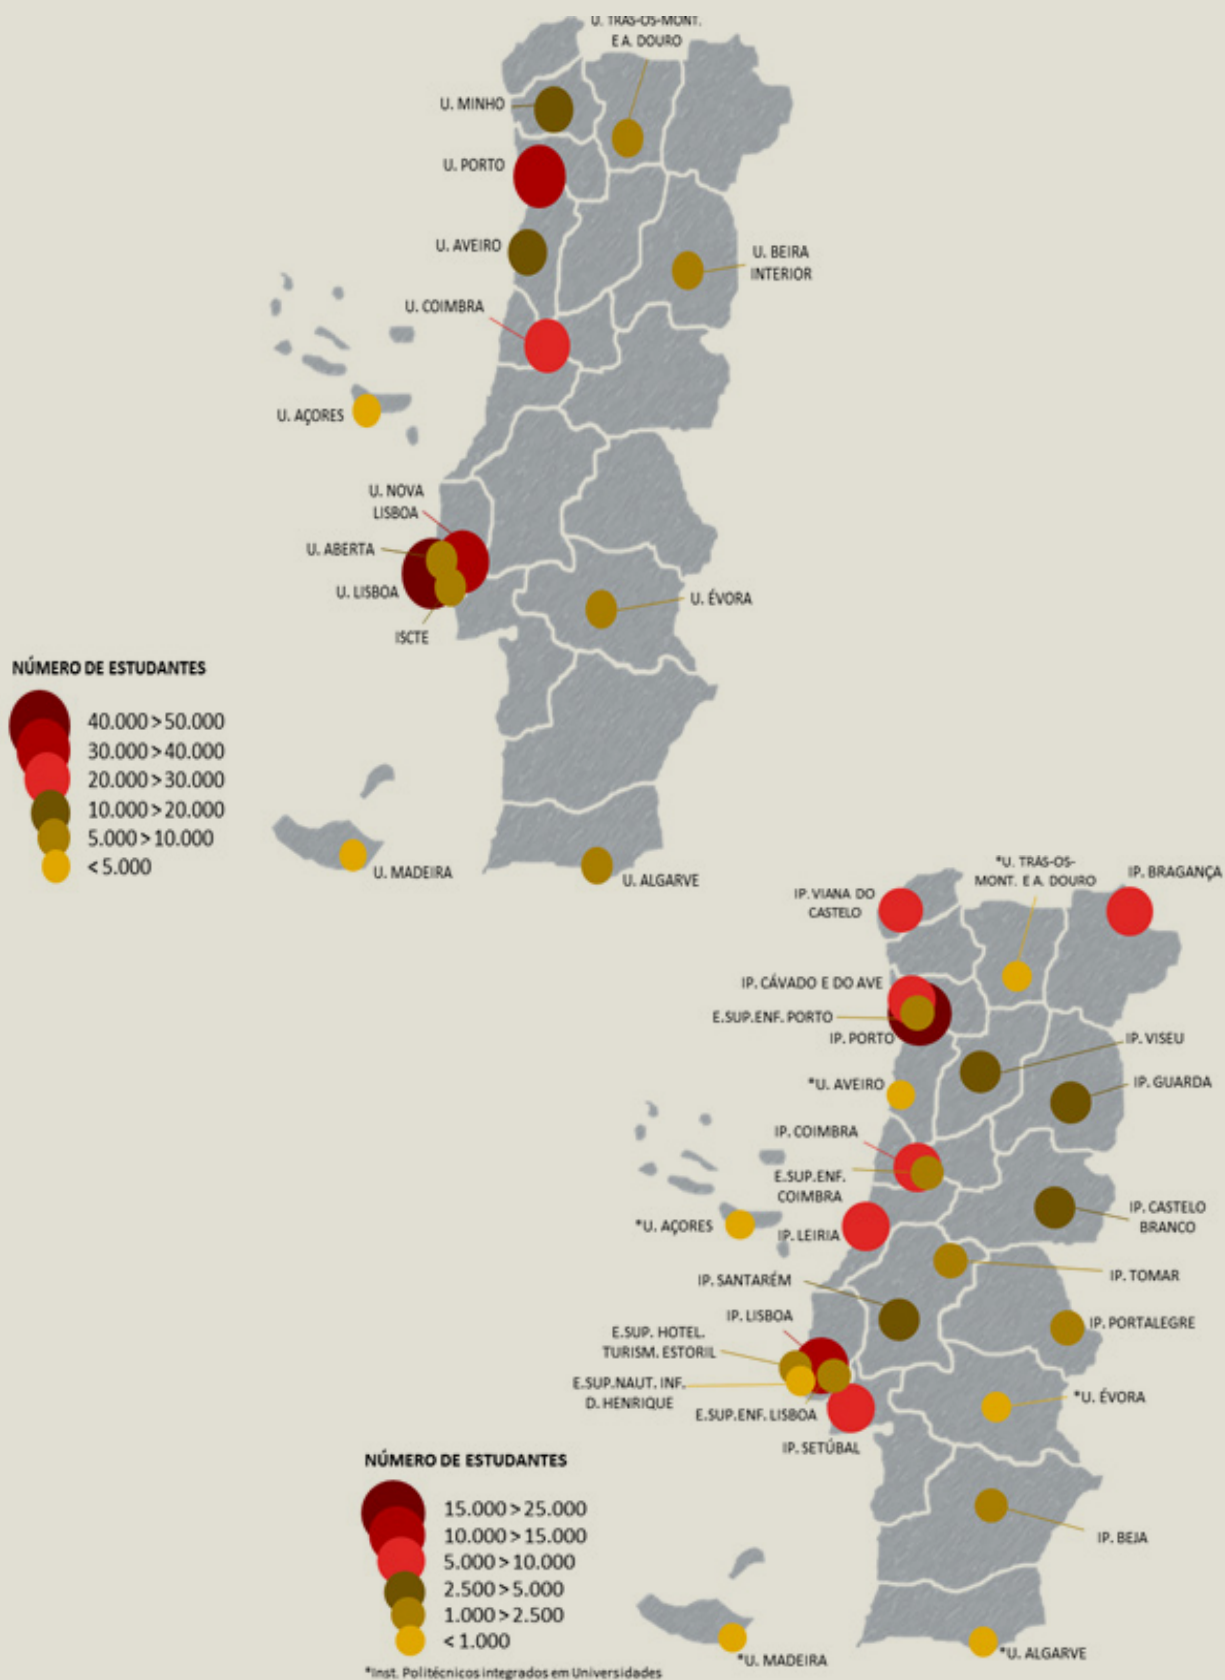 U. TRÁS-OS-MONT.
E A. DOURO
U. MINHO
U. PORTO
U. AVEIRO
U. BEIRA
INTERIOR
U. COIMBRA
U. AÇORES
U. NOVA
LISBOA
U. ABERTA
U. LISBOA
ISCTE
U. ÉVORA
NÚMERO DE ESTUDANTES
40.000 > 50.000
30.000 > 40.000
20.000 > 30.000
10.000 > 20.000
5.000 > 10.000
< 5.000
U. MADEIRA
U. ALGARVE
*U. TRÁS-OS-
MONT. E A. DOURO
IP. BRAGANÇA
IP. VIANA DO
CASTELO
IP. CÁVADO E DO AVE
E.SUP.ENF. PORTO
IP. PORTO
IP. VISEU
*U. AVEIRO
IP. GUARDA
IP. COIMBRA
E.SUP.ENF.
COIMBRA
IP. CASTELO
BRANCO
*U. AÇORES
IP. LEIRIA
IP. SANTARÉM
IP. TOMAR
IP. LISBOA
IP. PORTALEGRE
E.SUP. HOTEL.
TURISM. ESTORIL
E.SUP.NAUT. INF.
D. HENRIQUE
E.SUP.ENF. LISBOA
*U. ÉVORA
IP. SETÚBAL
NÚMERO DE ESTUDANTES
15.000 > 25.000
10.000 > 15.000
5.000 > 10.000
2.500 > 5.000
1.000 > 2.500
< 1.000
IP. BEJA
*U. MADEIRA
*U. ALGARVE
*Inst. Politécnicos integrados em Universidades